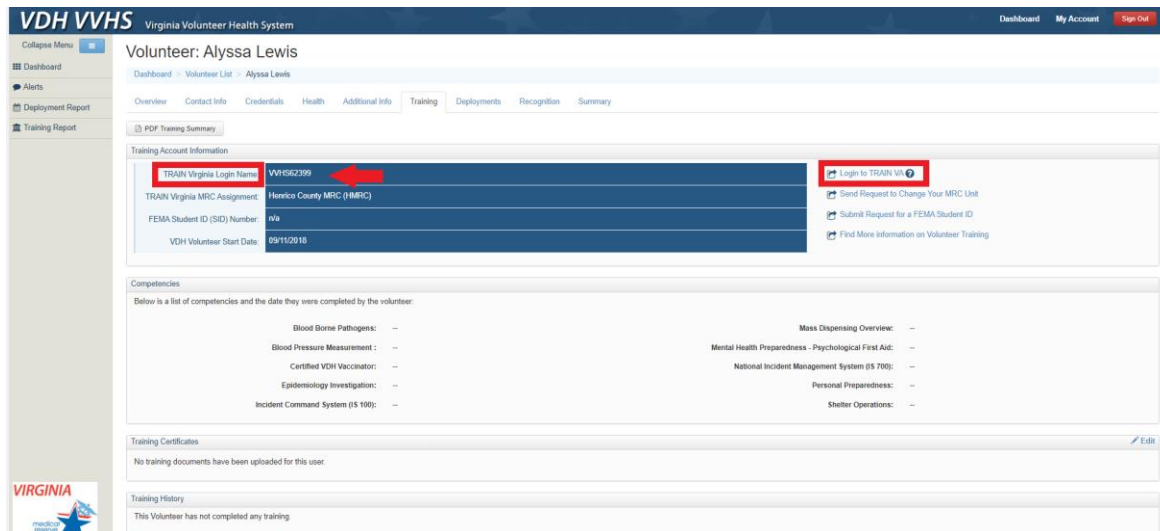 VDH VVHS Virginia Volunteer Health System
Dashboard My Account Sign Out
Collapse Menu
Dashboard
Alerts
Deployment Report
Training Report
Volunteer: Alyssa Lewis
Dashboard > Volunteer List > Alyssa Lewis
Overview Contact Info Credentials Health Additional Info Training Deployments Recognition Summary
PDF Training Summary
Training Account Information
TRAIN Virginia Login Name: VVHS62399
TRAIN Virginia MRC Assignment: Henrico County MRC (HMRC)
FEMA Student ID (SID) Number: n/a
VDH Volunteer Start Date: 09/11/2018
Login to TRAIN VA ?
Send Request to Change Your MRC Unit
Submit Request for a FEMA Student ID
Find More information on Volunteer Training
Competencies
Below is a list of competencies and the date they were completed by the volunteer:
Blood Borne Pathogens: --
Blood Pressure Measurement : --
Certified VDH Vaccinator: --
Epidemiology Investigation: --
Incident Command System (IS 100): --
Mass Dispensing Overview: --
Mental Health Preparedness - Psychological First Aid: --
National Incident Management System (IS 700): --
Personal Preparedness: --
Shelter Operations: --
Training Certificates
Edit
No training documents have been uploaded for this user.
Training History
This Volunteer has not completed any training
VIRGINIA
medical